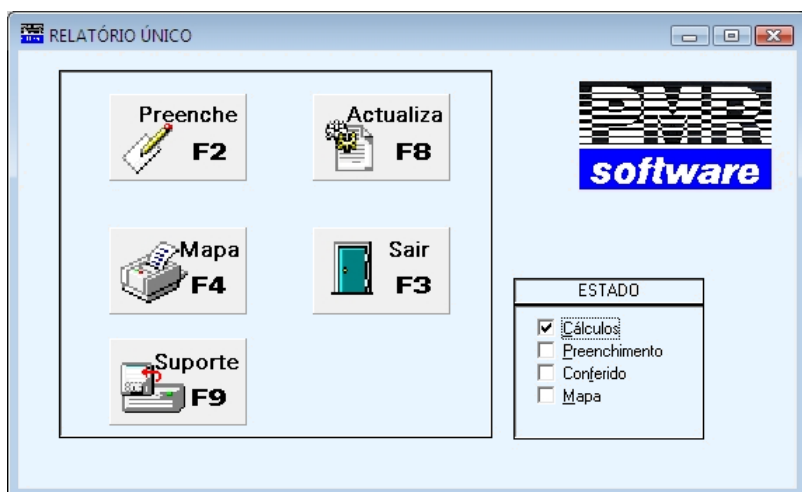 RELATÓRIO ÚNICO
Preenche
F2
Actualiza
F8
PMR
software
Mapa
F4
Sair
F3
Suporte
F9
ESTADO
Cálculos
Preenchimento
Conferido
Mapa